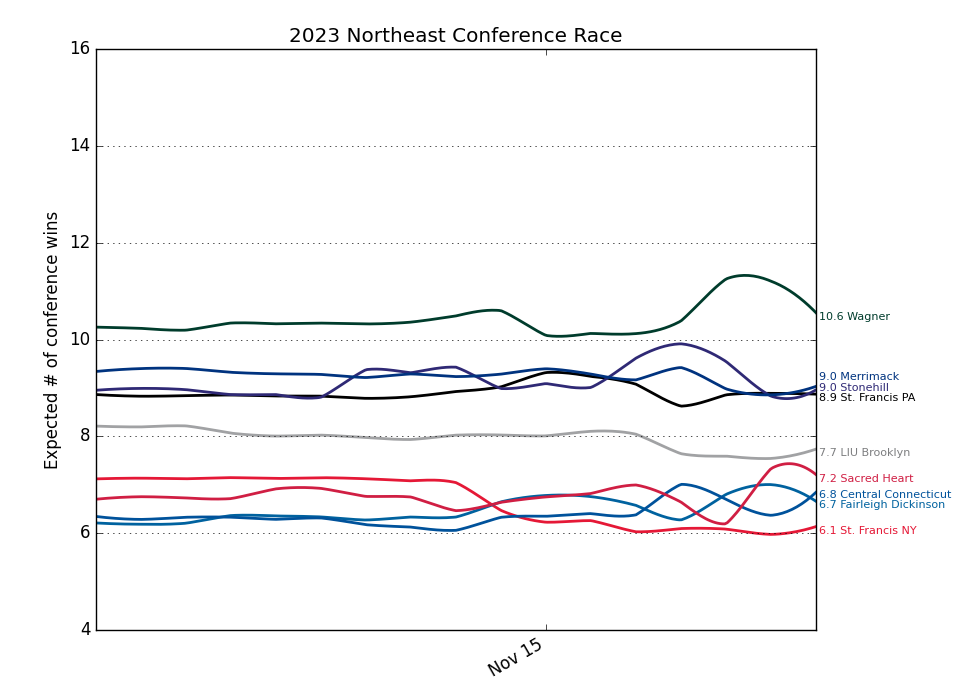 2023 Northeast Conference Race
16
14
12
10
8
6
4
Expected # of conference wins
Nov 15
10.6 Wagner
9.0 Merrimack
9.0 Stonehill
8.9 St. Francis PA
7.7 LIU Brooklyn
7.2 Sacred Heart
6.8 Central Connecticut
6.7 Fairleigh Dickinson
6.1 St. Francis NY